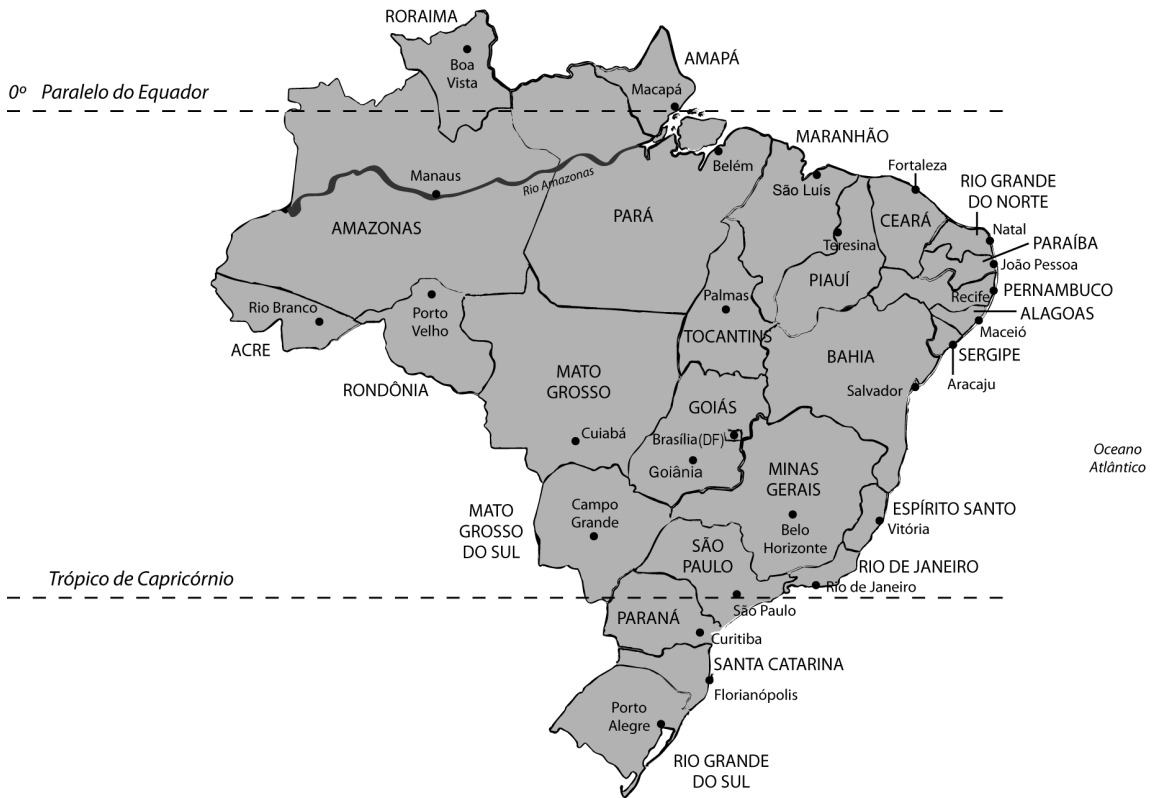 RORAIMA
Boa
Vista
AMAPÁ
Macapá
0º Paralelo do Equador
MARANHÃO
Belém
Fortaleza
São Luís
RIO GRANDE
DO NORTE
Manaus
Rio Amazonas
CEARÁ
AMAZONAS
PARÁ
Natal
Teresina
PARAÍBA
João Pessoa
PIAUÍ
Palmas
Recife
PERNAMBUCO
Rio Branco
Porto
Velho
ALAGOAS
TOCANTINS
Maceió
ACRE
BAHIA
SERGIPE
RONDÔNIA
MATO
GROSSO
Salvador
Aracaju
GOIÁS
Cuiabá
Brasília(DF)
Goiânia
Oceano
Atlântico
MINAS
GERAIS
MATO
GROSSO
DO SUL
Campo
Grande
ESPÍRITO SANTO
Vitória
Belo
Horizonte
SÃO
PAULO
RIO DE JANEIRO
Rio de Janeiro
Trópico de Capricórnio
São Paulo
PARANÁ
Curitiba
SANTA CATARINA
Florianópolis
Porto
Alegre
RIO GRANDE
DO SUL